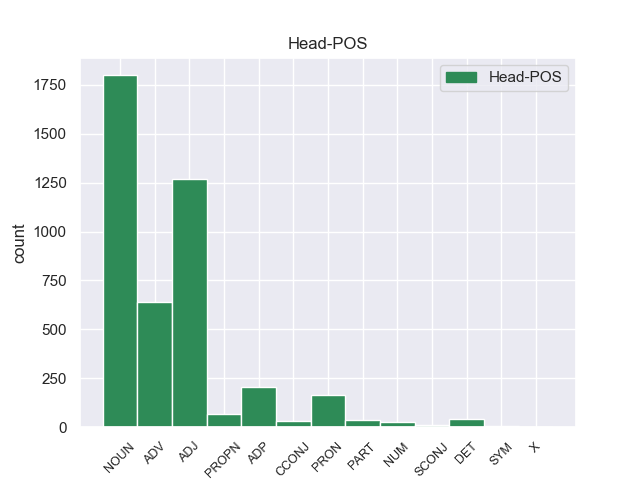 Head-POS
Head-POS
1750
1500
1250
1000
750
500
250
0
count
NOUN ADV ADJ PROPN ADP CCONJ PRON PART NUM SCONJ DET SYM X